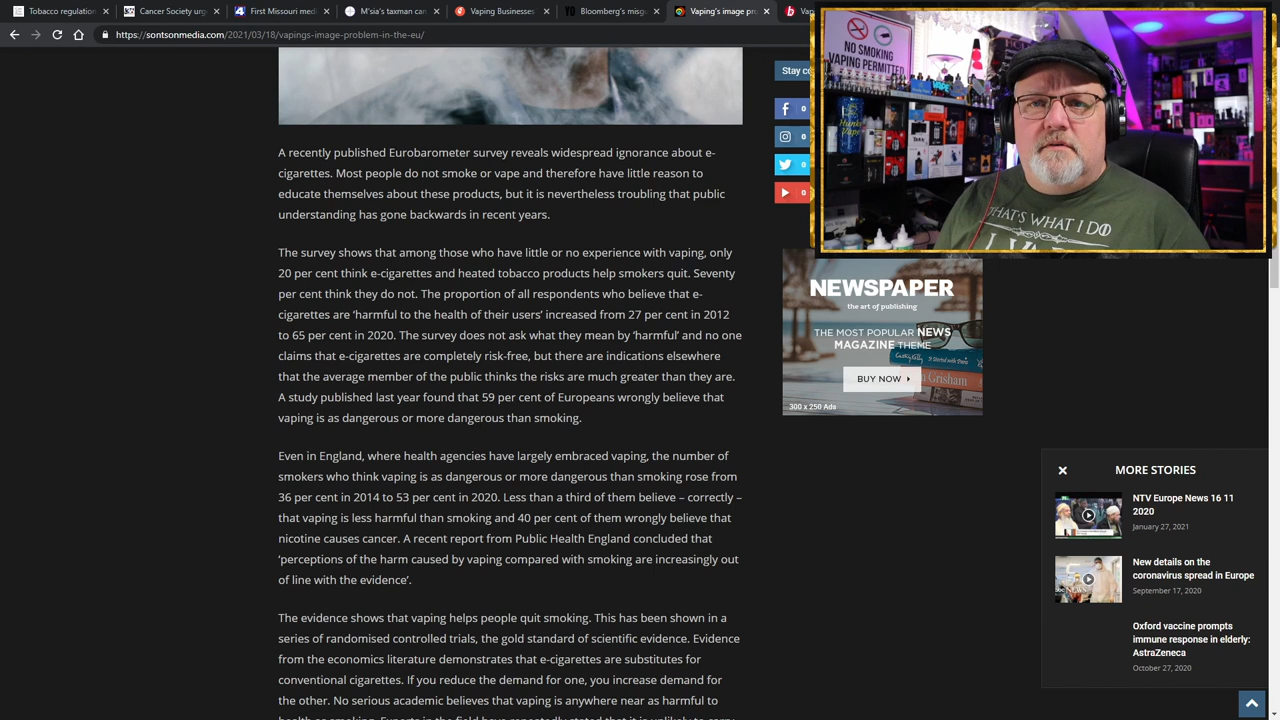 Tobacco regulation
Cancer Society urg
First Missouri medi
M'sia's taxman can
Vaping Businesses
Bloomberg's misgu
Vaping's image pro
Vap
sontsonmedia.com
image-problem-in-the-eu/
Stay co
0
0
0
0
NO SMOKING
VAPING PERMITTED
VAPE
THAT'S WHAT I DO
A recently published Eurobarometer survey reveals widespread ignorance about e-
cigarettes. Most people do not smoke or vape and therefore have little reason to
educate themselves about these products, but it is nevertheless troubling that public
understanding has gone backwards in recent years.
The survey found that among those who have little or no experience with vaping, only
20 per cent think e-cigarettes and heated tobacco products help smokers quit. Seventy
per cent think they do not. The proportion of all respondents who believe that e-
cigarettes are ‘harmful to the health of their users’ increased from 27 per cent in 2012
to 65 per cent in 2020. The survey does not ask what they mean by ‘harmful’ and no one
claims that e-cigarettes are completely risk-free, but there are indications elsewhere
that the average member of the public thinks the risks are much greater than they are.
A study published last year found that 59 per cent of Europeans wrongly believe that
vaping is as dangerous or more dangerous than smoking.
Even in England, where health agencies have largely embraced vaping, the number of
smokers who think vaping is as dangerous or more dangerous than smoking rose from
36 per cent in 2014 to 53 per cent in 2020. Less than a third of them believe – correctly –
that vaping is less harmful than smoking and 40 per cent of them wrongly believe that
nicotine causes cancer. A recent report from Public Health England concluded that
‘perceptions of the harm caused by vaping compared with smoking are increasingly out
of line with the evidence’.
The evidence shows that vaping helps people quit smoking. This has been shown in a
series of randomised controlled trials, the gold standard of scientific evidence. Evidence
from the economics literature demonstrates that e-cigarettes are substitutes for
conventional cigarettes. If you reduce the demand for one, you increase demand for
the other. No serious academic believes that vaping is anywhere near as harmful to
NEWSPAPER
the art of publishing
THE MOST POPULAR NEWS
MAGAZINE THEME
BUY NOW
Grisham
300 x 250 Ads
MORE STORIES
NTV Europe News 16 11
2020
January 27, 2021
New details on the
coronavirus spread in Europe
September 17, 2020
Oxford vaccine prompts
immune response in elderly:
AstraZeneca
October 27, 2020